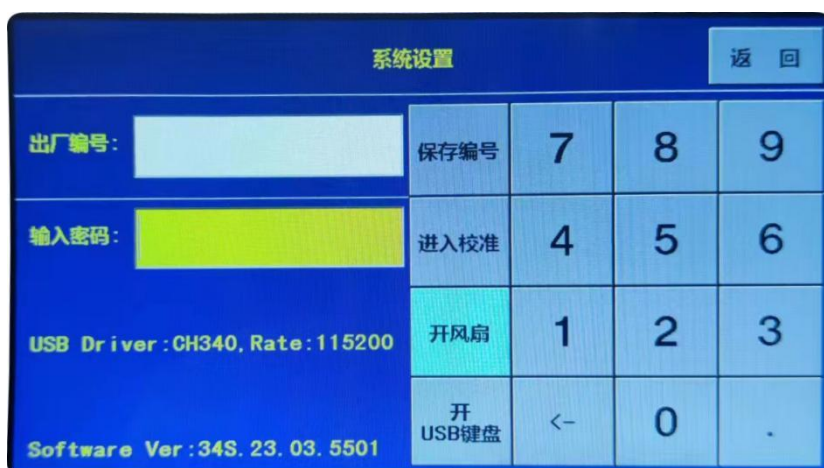 系统设置
返 回
出厂编号:
保存编号
7
8
9
输入密码:
进入校准
4
5
6
USB Driver:CH340,Rate:115200
开风扇
1
2
3
开
USB键盘
<-
0
.
Software Ver:34S.23.03.5501